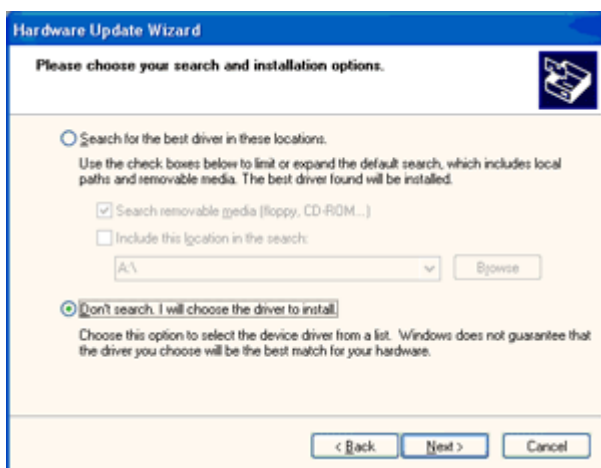 Hardware Update Wizard
Please choose your search and installation options.
Search for the best driver in these locations.
Use the check boxes below to limit or expand the default search, which includes local
paths and removable media. The best driver found will be installed.
Search removable media (floppy, CD-ROM...)
Include this location in the search:
A:\
Browse
Don't search. I will choose the driver to install.
Choose this option to select the device driver from a list. Windows does not guarantee that
the driver you choose will be the best match for your hardware.
< Back Next > Cancel